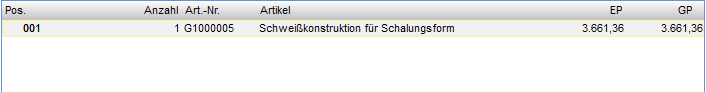 Pos. Anzahl Art.-Nr. Artikel EP GP
001 1 G1000005 Schweißkonstruktion für Schalungsform 3.661,36 3.661,36